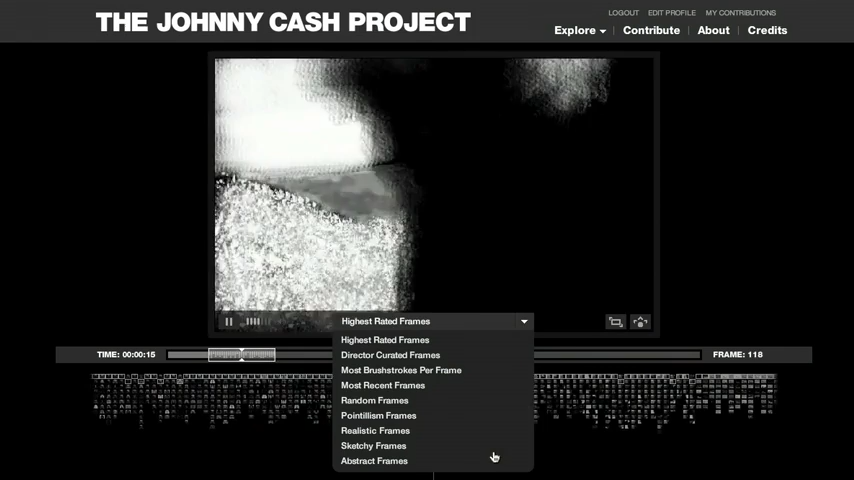 THE JOHNNY CASH PROJECT
LOGOUT EDIT PROFILE MY CONTRIBUTIONS
Explore Contribute About Credits
Highest Rated Frames
Highest Rated Frames
Director Curated Frames
Most Brushstrokes Per Frame
Most Recent Frames
Random Frames
Pointillism Frames
Realistic Frames
Sketchy Frames
Abstract Frames
TIME: 00:00:15
FRAME: 118